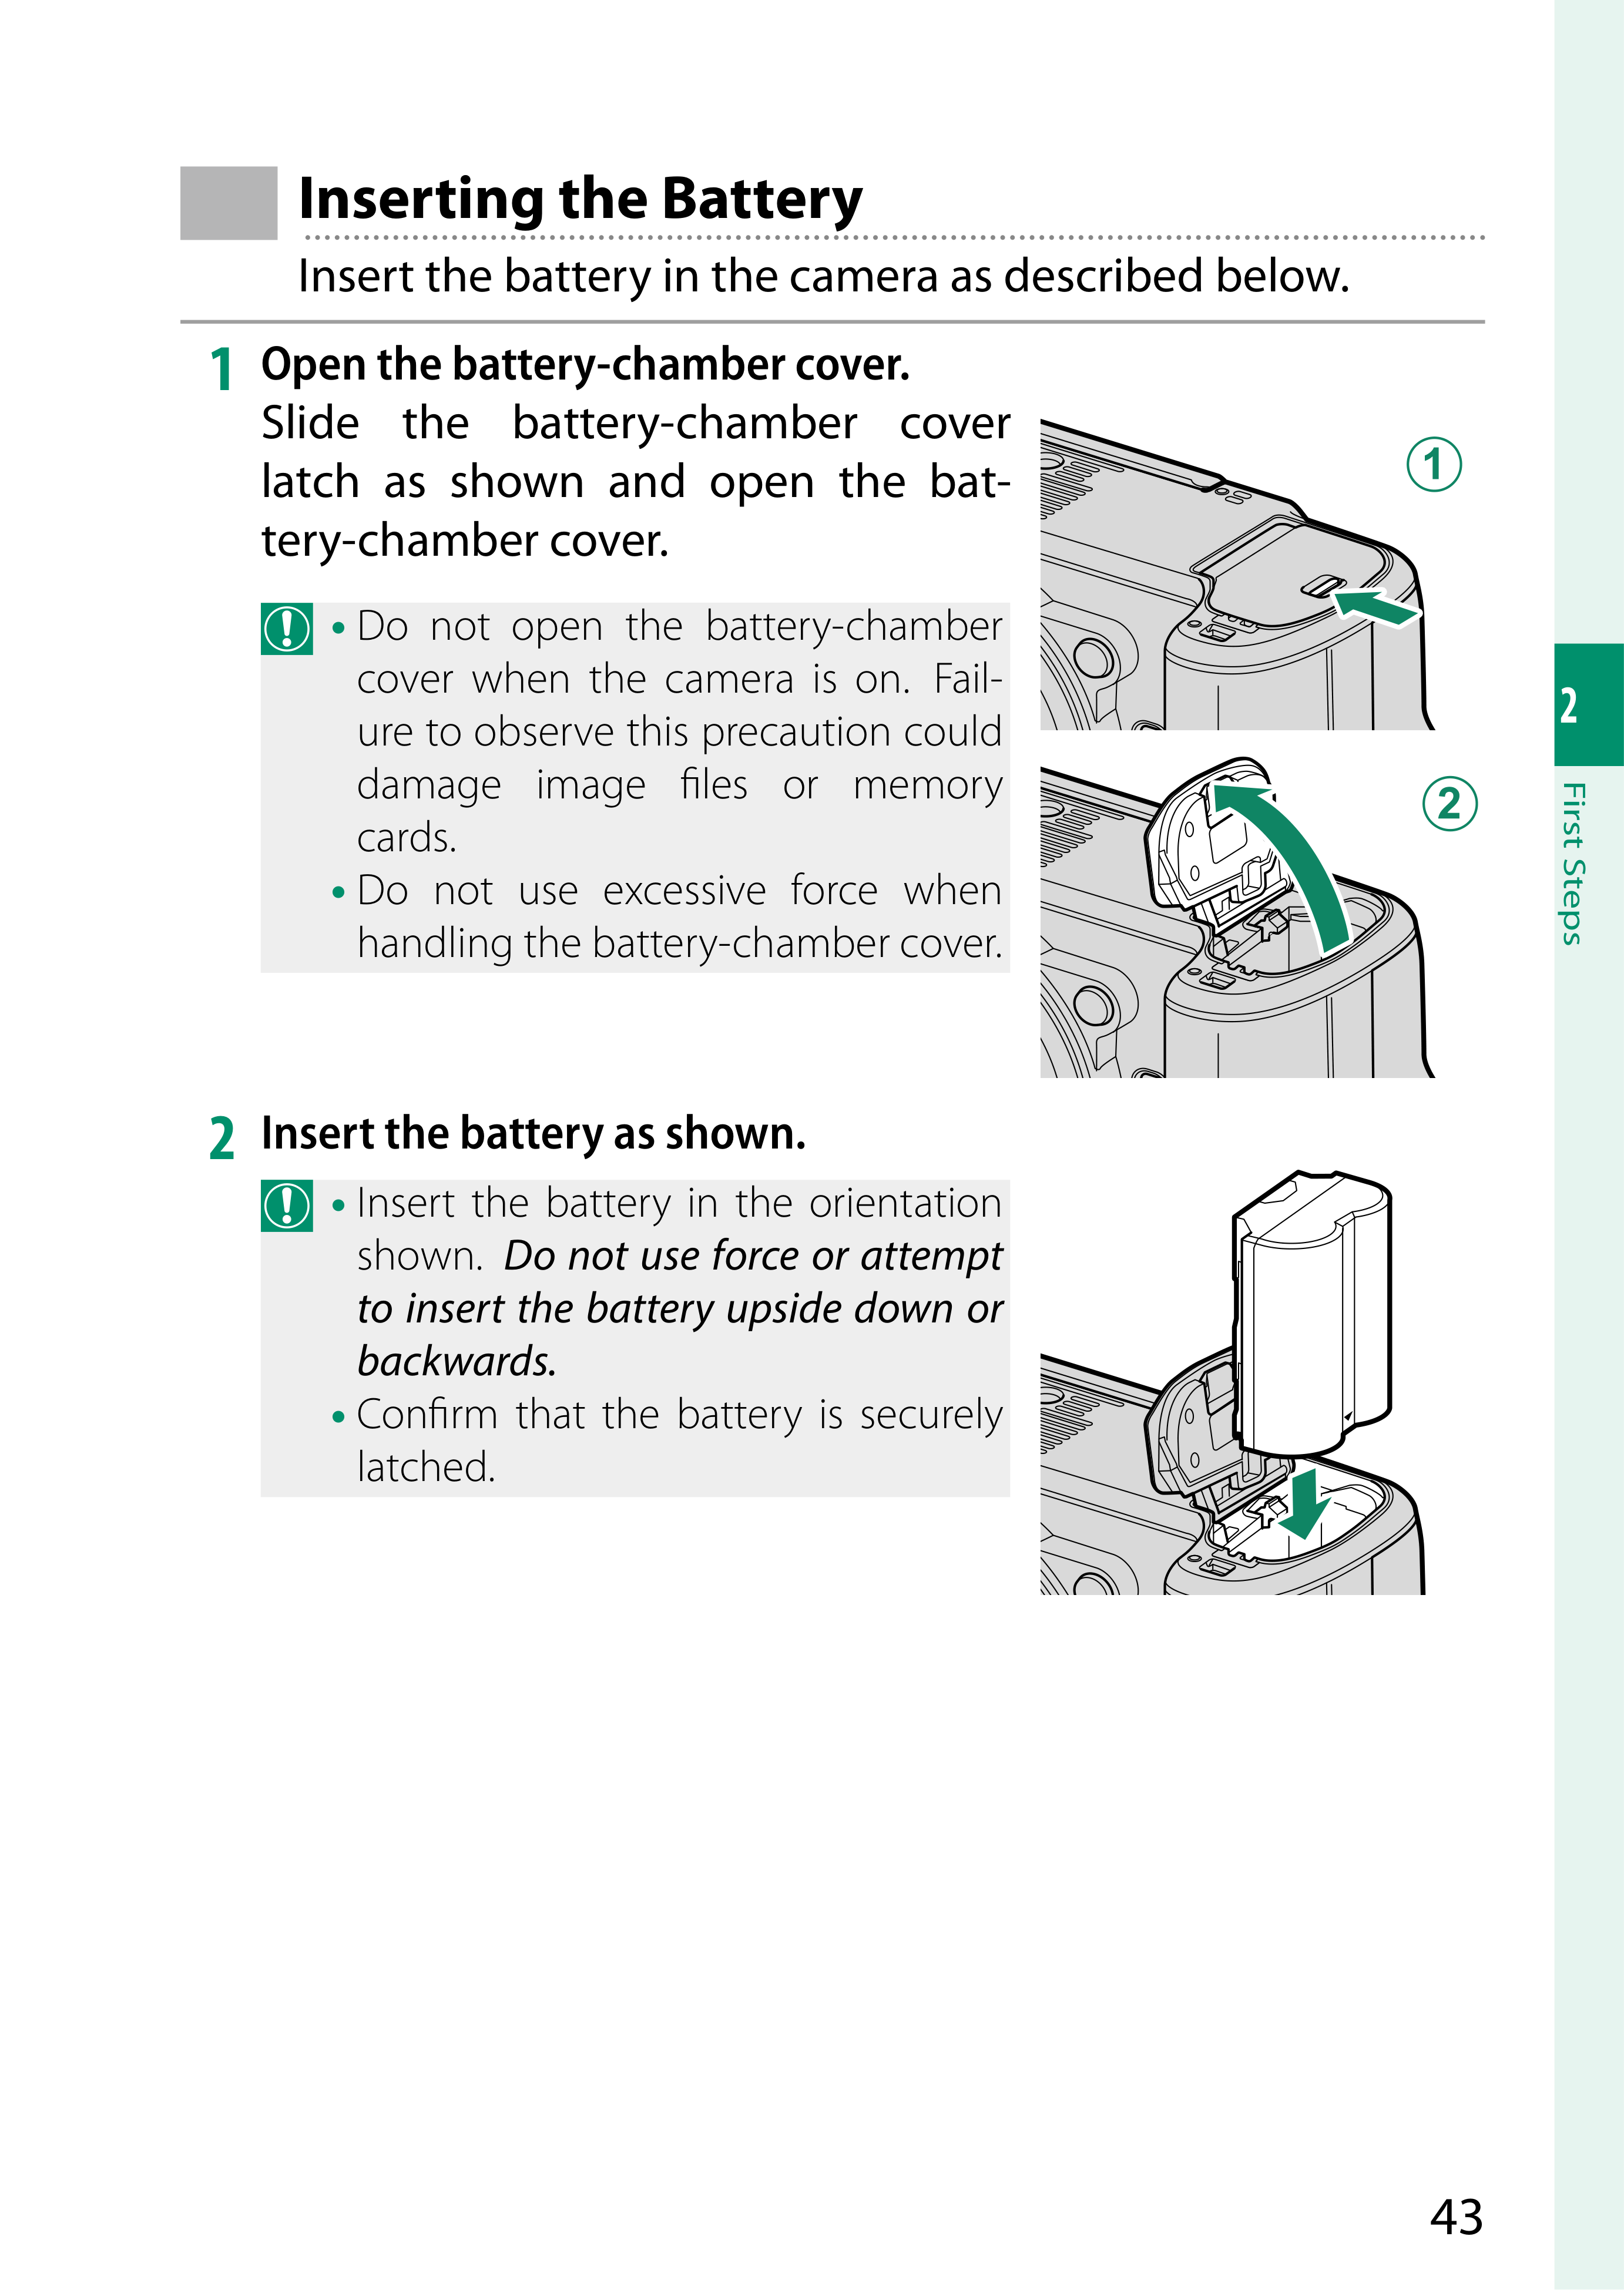 Inserting the Battery
Insert the battery in the camera as described below.
1 Open the battery-chamber cover.
Slide the battery-chamber cover
latch as shown and open the bat-
tery-chamber cover.
• Do not open the battery-chamber
cover when the camera is on. Fail-
ure to observe this precaution could
damage image files or memory
cards.
• Do not use excessive force when
handling the battery-chamber cover.
1
2
2 Insert the battery as shown.
• Insert the battery in the orientation
shown. Do not use force or attempt
to insert the battery upside down or
backwards.
• Confirm that the battery is securely
latched.
2
First Steps
43